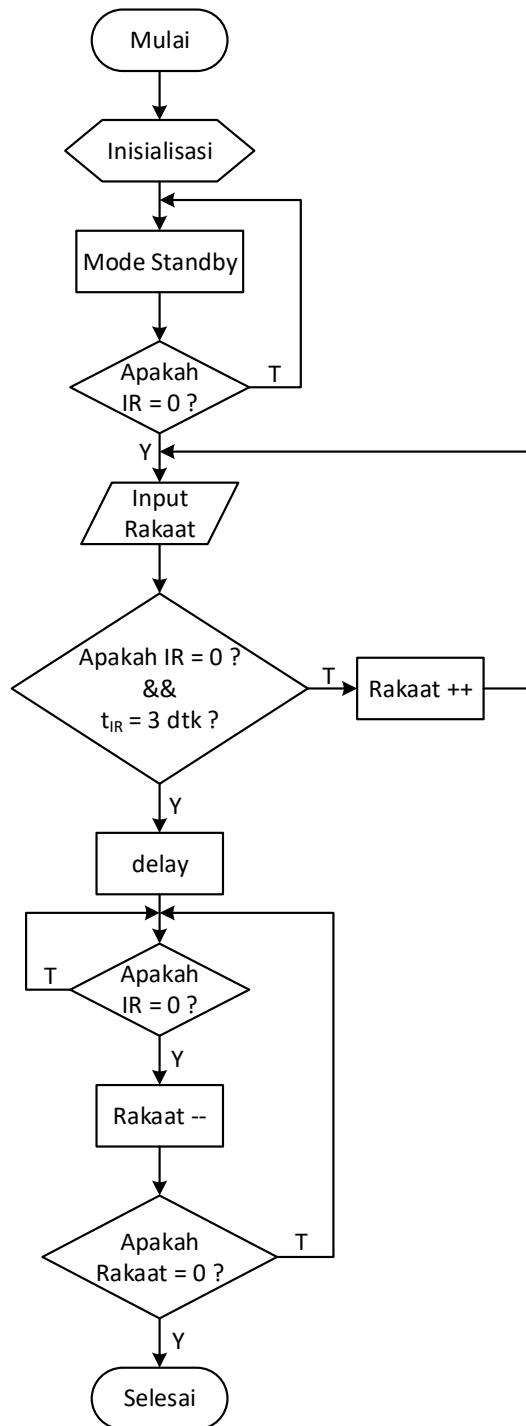 Mulai
Inisialisasi
Mode Standby
Apakah
IR = 0 ?
T
Y
Input
Rakaat
Apakah IR = 0 ?
&&
t_IR = 3 dtk ?
T
Rakaat ++
Y
delay
T
Apakah
IR = 0 ?
Y
Rakaat --
Apakah
Rakaat = 0 ?
T
Y
Selesai